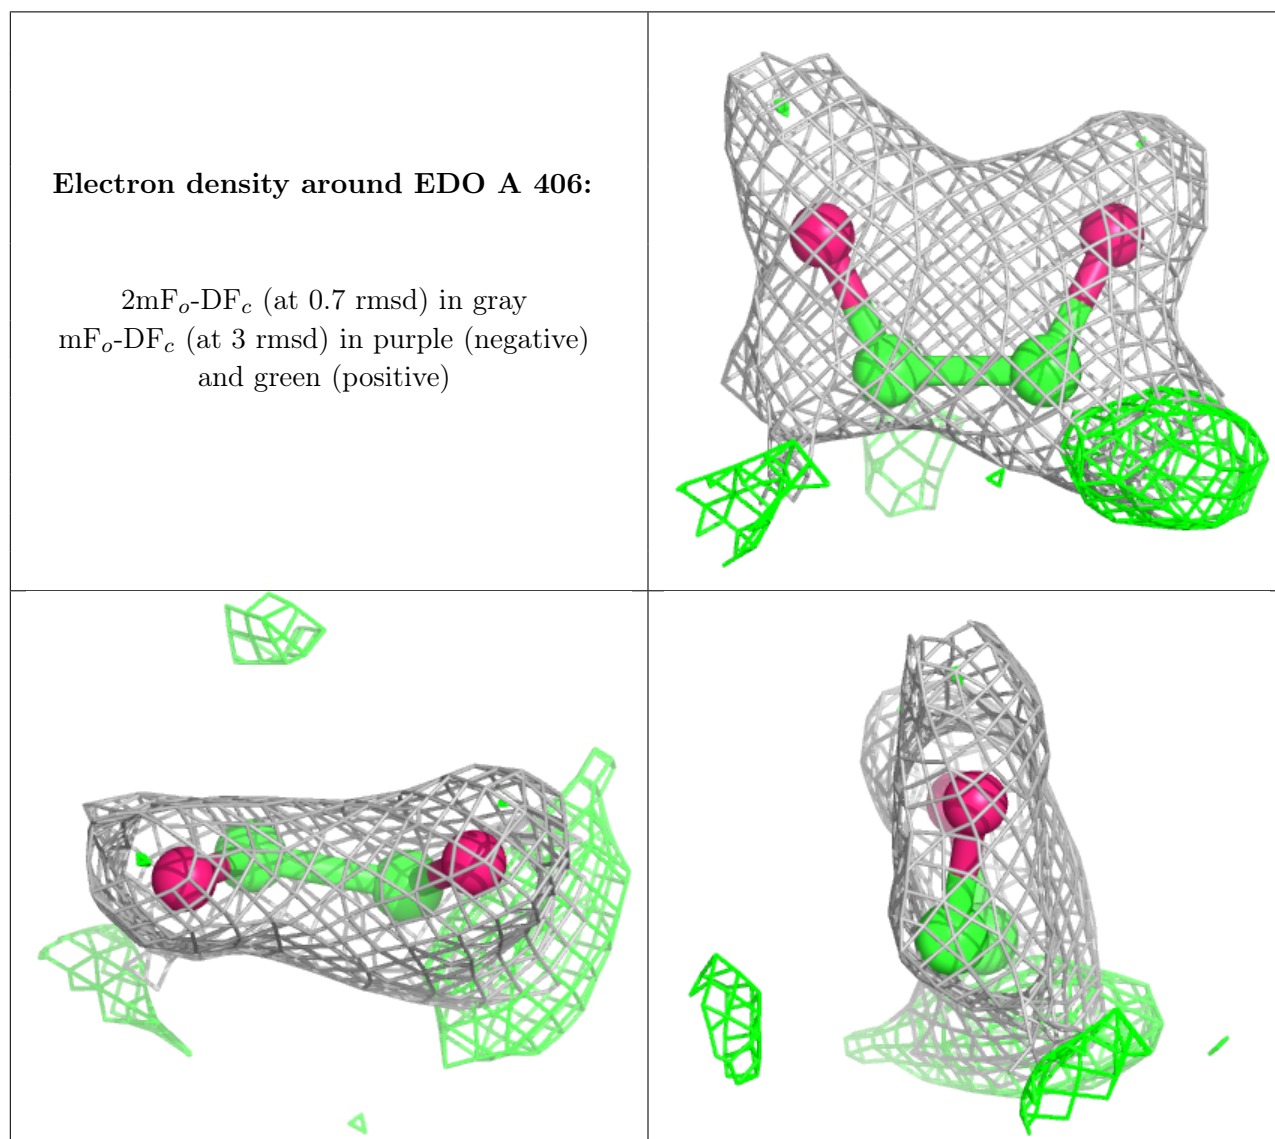 Electron density around EDO A 406:
2mFo-DFc (at 0.7 rmsd) in gray
mFo-DFc (at 3 rmsd) in purple (negative)
and green (positive)